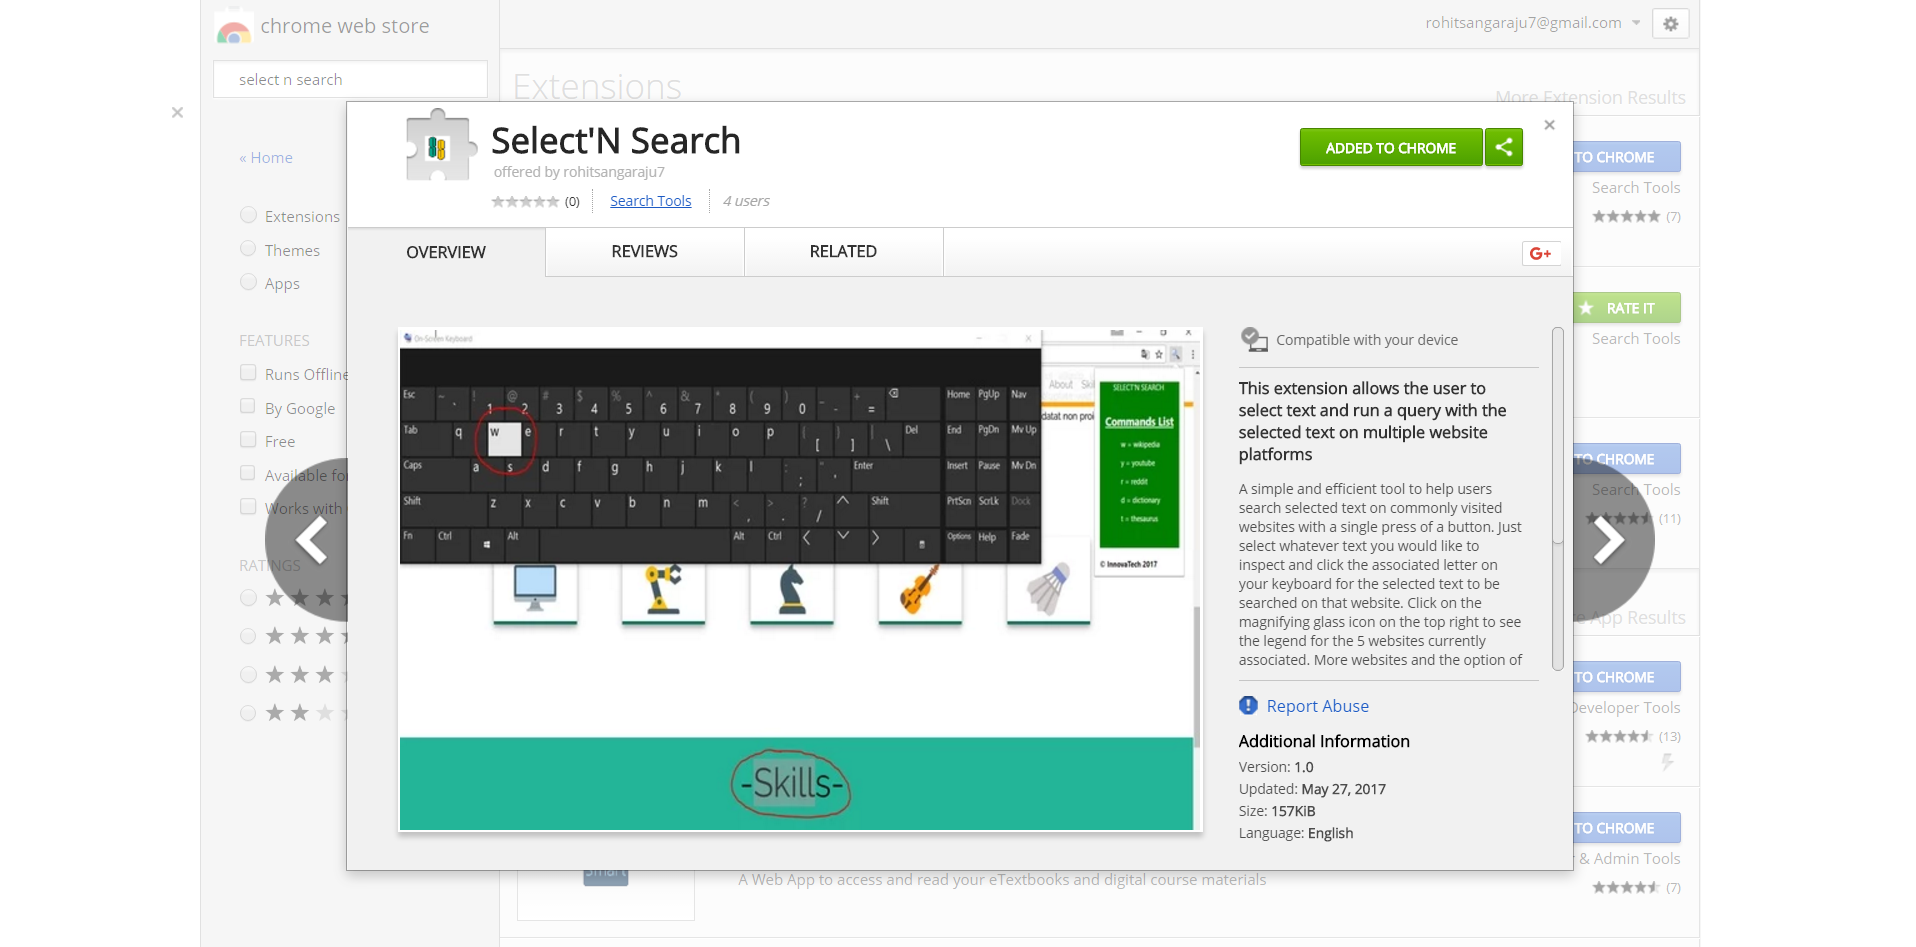 chrome web store
rohitsangaraju7@gmail.com
select n search
Extensions
More Extension Results
« Home
Extensions
Themes
Apps
FEATURES
Runs Offline
By Google
Free
Available for
Works with
RATINGS
Select'N Search
offered by rohitsangaraju7
(0)
Search Tools
4 users
ADDED TO CHROME
OVERVIEW
REVIEWS
RELATED
G+
On-Screen Keyboard
Esc ~ ` ! 1 @ 2 # 3 $ 4 % 5 ^ 6 & 7 * 8 ( 9 ) 0 _ - + = Home PgUp Nav
Tab q w e r t y u i o p { [ } ] | \ Del End PgDn Mv Up
Caps a s d f g h j k l : ; " ' Enter Insert Pause Mv Dn
Shift z x c v b n m < , > . ? / Shift PrtScn ScrLk Dock
Fn Ctrl Alt Alt Ctrl Options Help Fade
About Skil
datat non proi
SELECT'N SEARCH
Commands List
w = wikipedia
y = youtube
r = reddit
d = dictionary
t = thesaurus
© InnovaTech 2017
-Skills-
Compatible with your device
This extension allows the user to
select text and run a query with the
selected text on multiple website
platforms
A simple and efficient tool to help users
search selected text on commonly visited
websites with a single press of a button. Just
select whatever text you would like to
inspect and click the associated letter on
your keyboard for the selected text to be
searched on that website. Click on the
magnifying glass icon on the top right to see
the legend for the 5 websites currently
associated. More websites and the option of
Report Abuse
Additional Information
Version: 1.0
Updated: May 27, 2017
Size: 157KiB
Language: English
TO CHROME
Search Tools
(7)
RATE IT
Search Tools
TO CHROME
Search Tools
(11)
App Results
TO CHROME
Developer Tools
(13)
TO CHROME
& Admin Tools
(7)
Smart
A Web App to access and read your eTextbooks and digital course materials